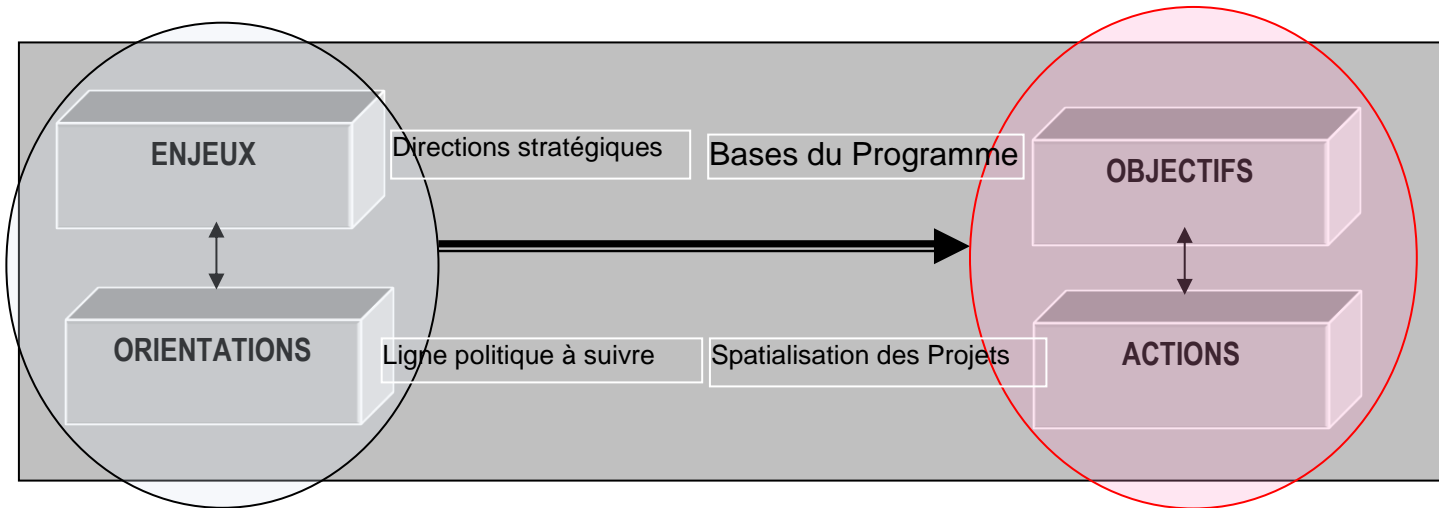 ENJEUX
Directions stratégiques
Bases du Programme
OBJECTIFS
ORIENTATIONS
Ligne politique à suivre
Spatialisation des Projets
ACTIONS